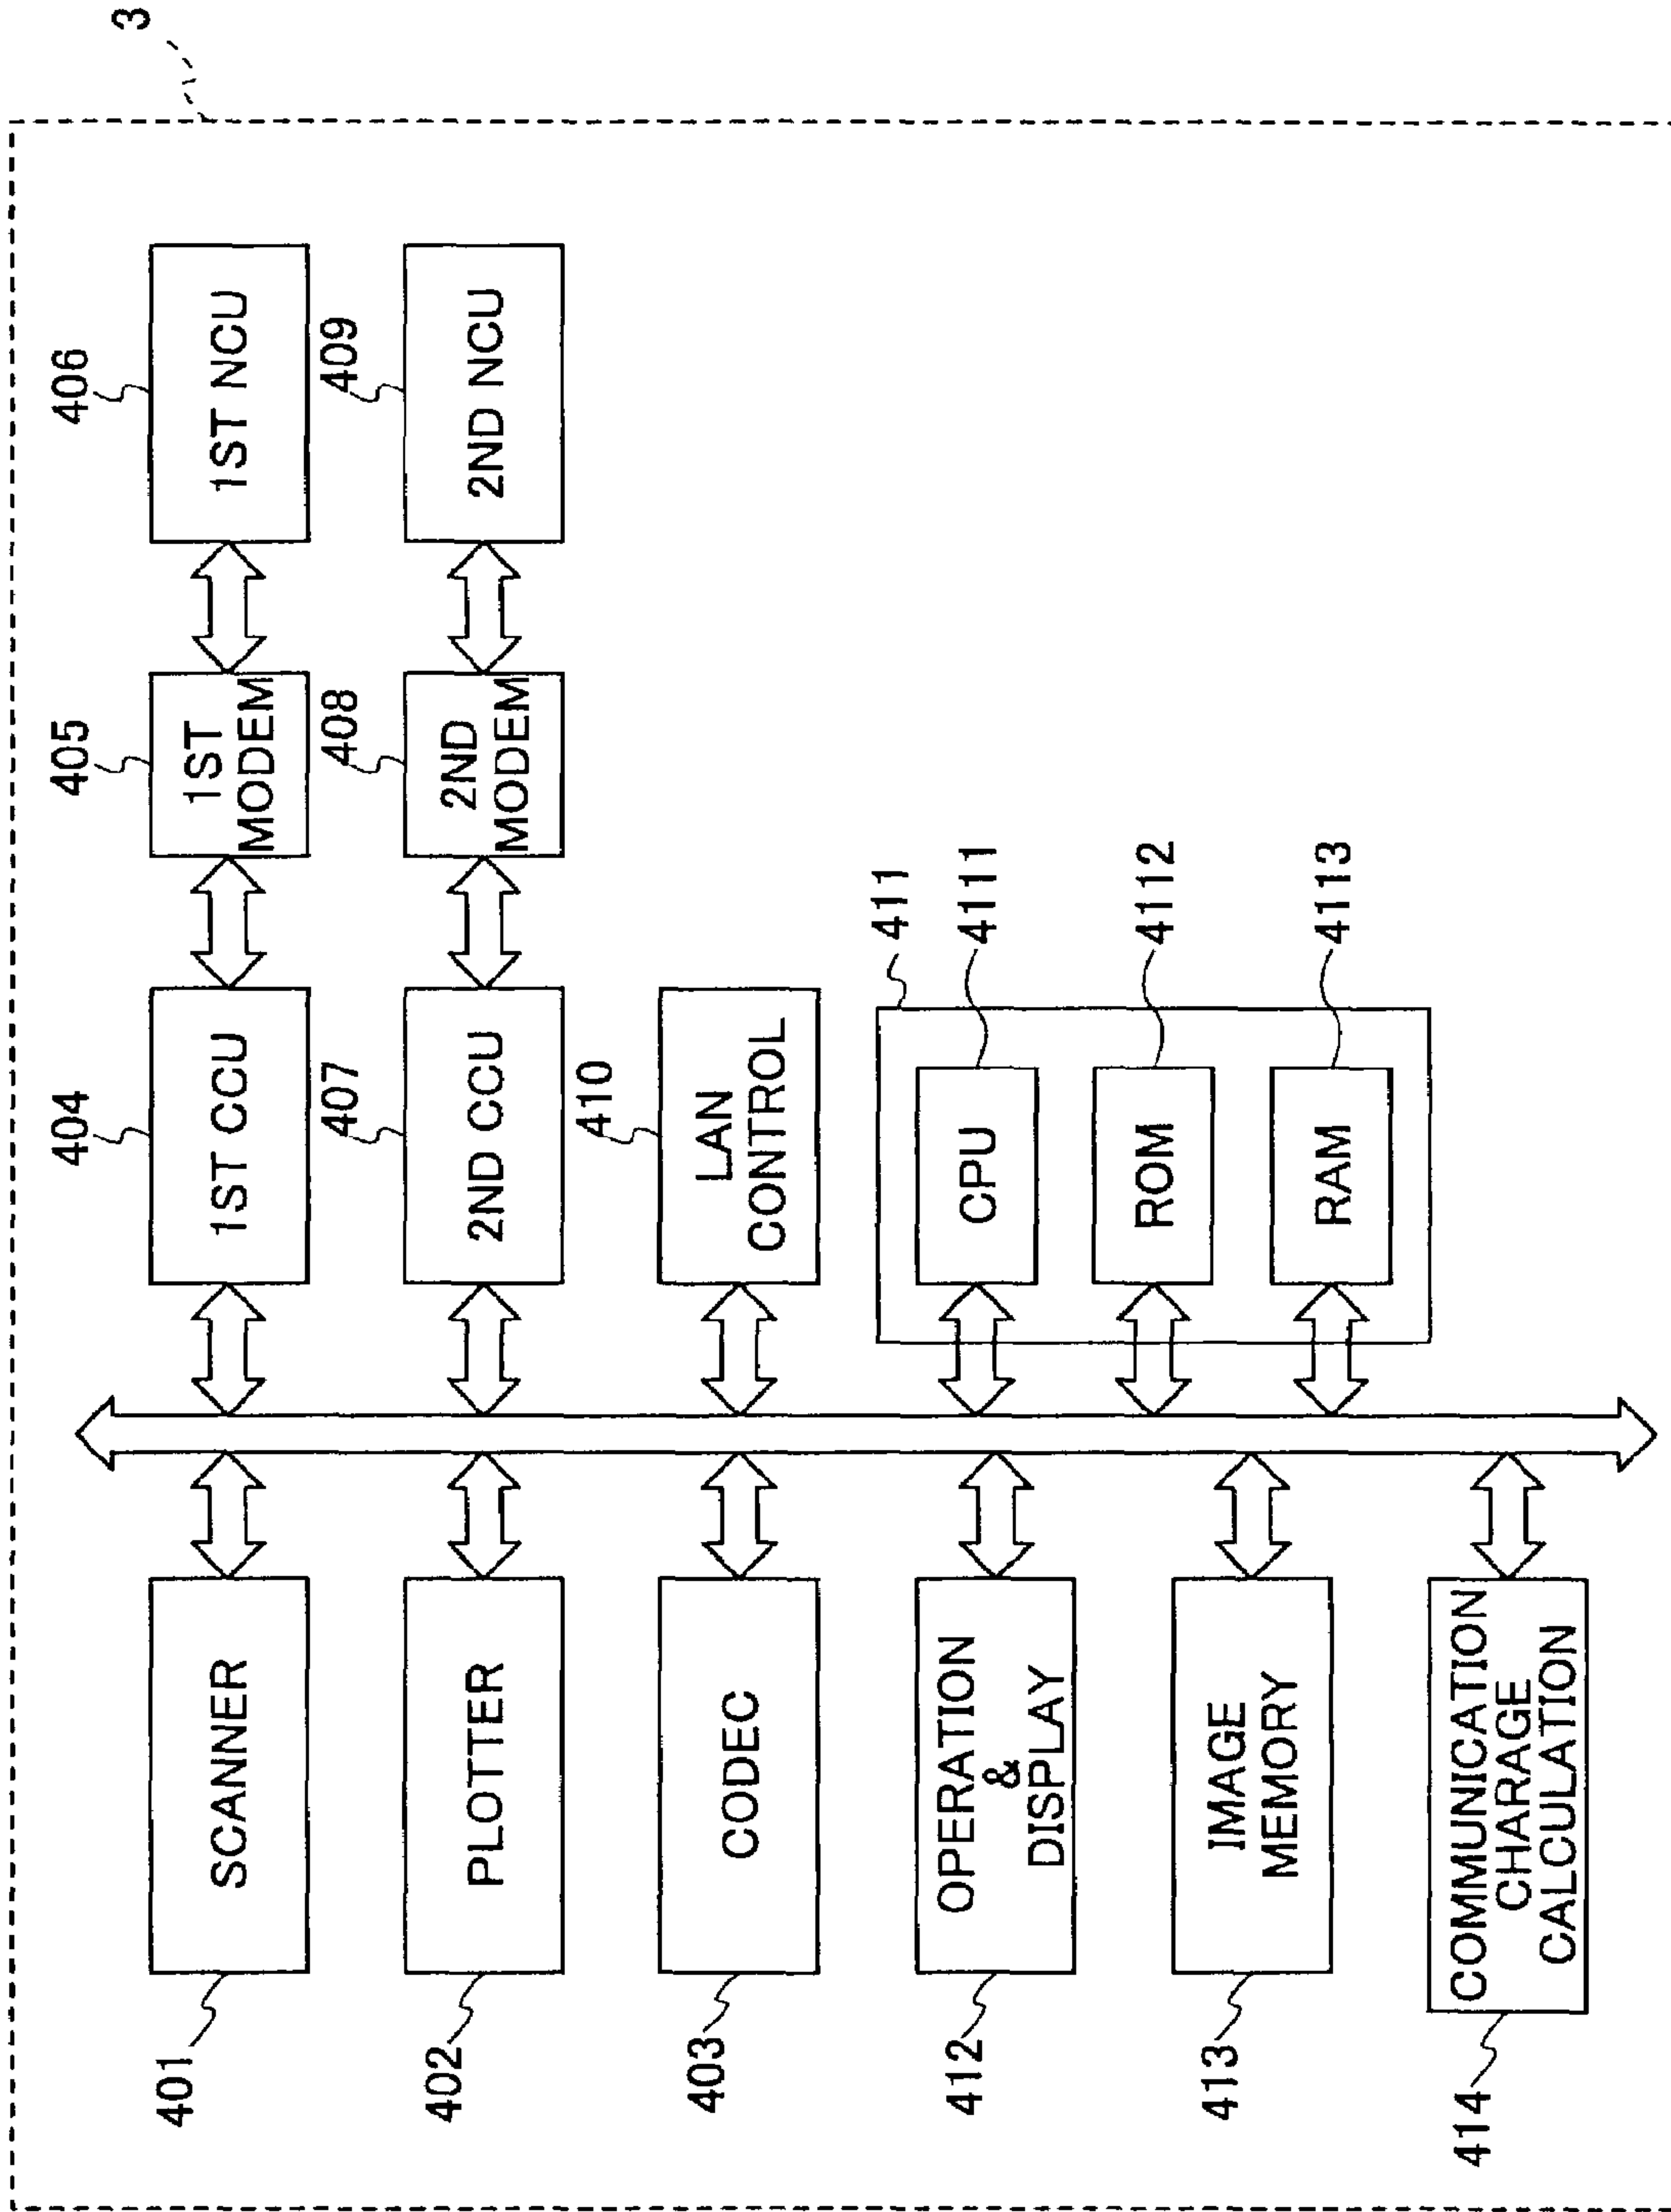 3
401
SCANNER
404
1ST CCU
405
1ST
MODEM
406
1ST NCU
402
PLOTTER
407
2ND CCU
408
2ND
MODEM
409
2ND NCU
403
CODEC
410
LAN
CONTROL
412
OPERATION
&
DISPLAY
411
CPU
4111
413
IMAGE
MEMORY
ROM
4112
RAM
4113
414
COMMUNICATION
CHARAGE
CALCULATION